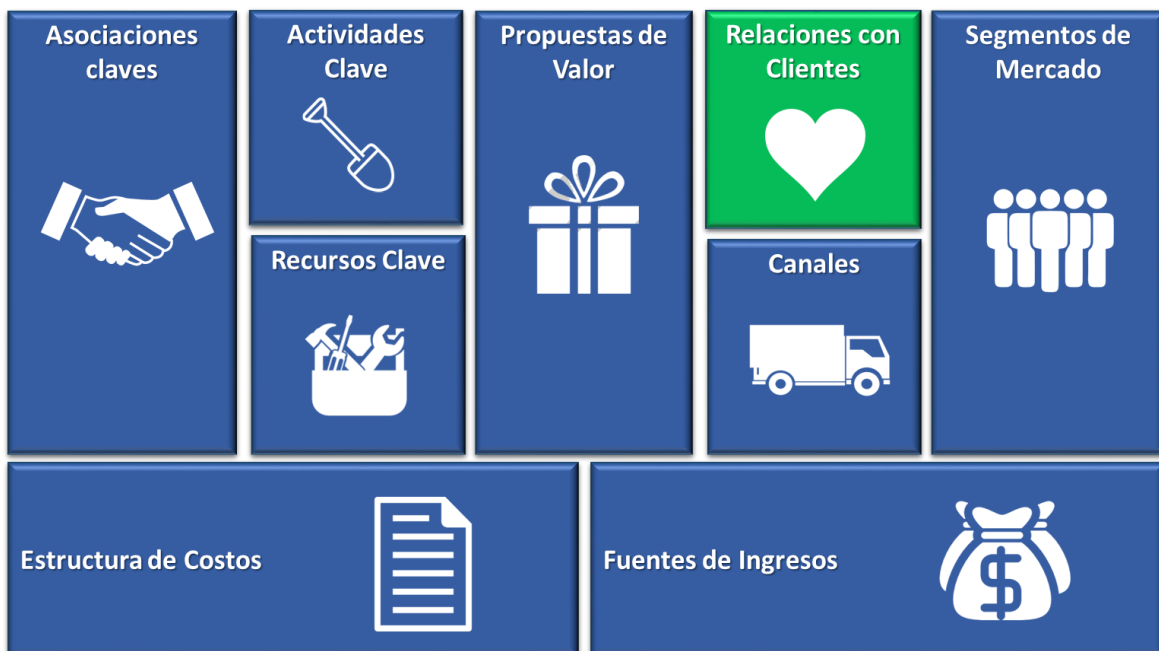 Asociaciones
claves
Actividades
Clave
Recursos Clave
Propuestas de
Valor
Relaciones con
Clientes
Canales
Segmentos de
Mercado
Estructura de Costos
Fuentes de Ingresos
$